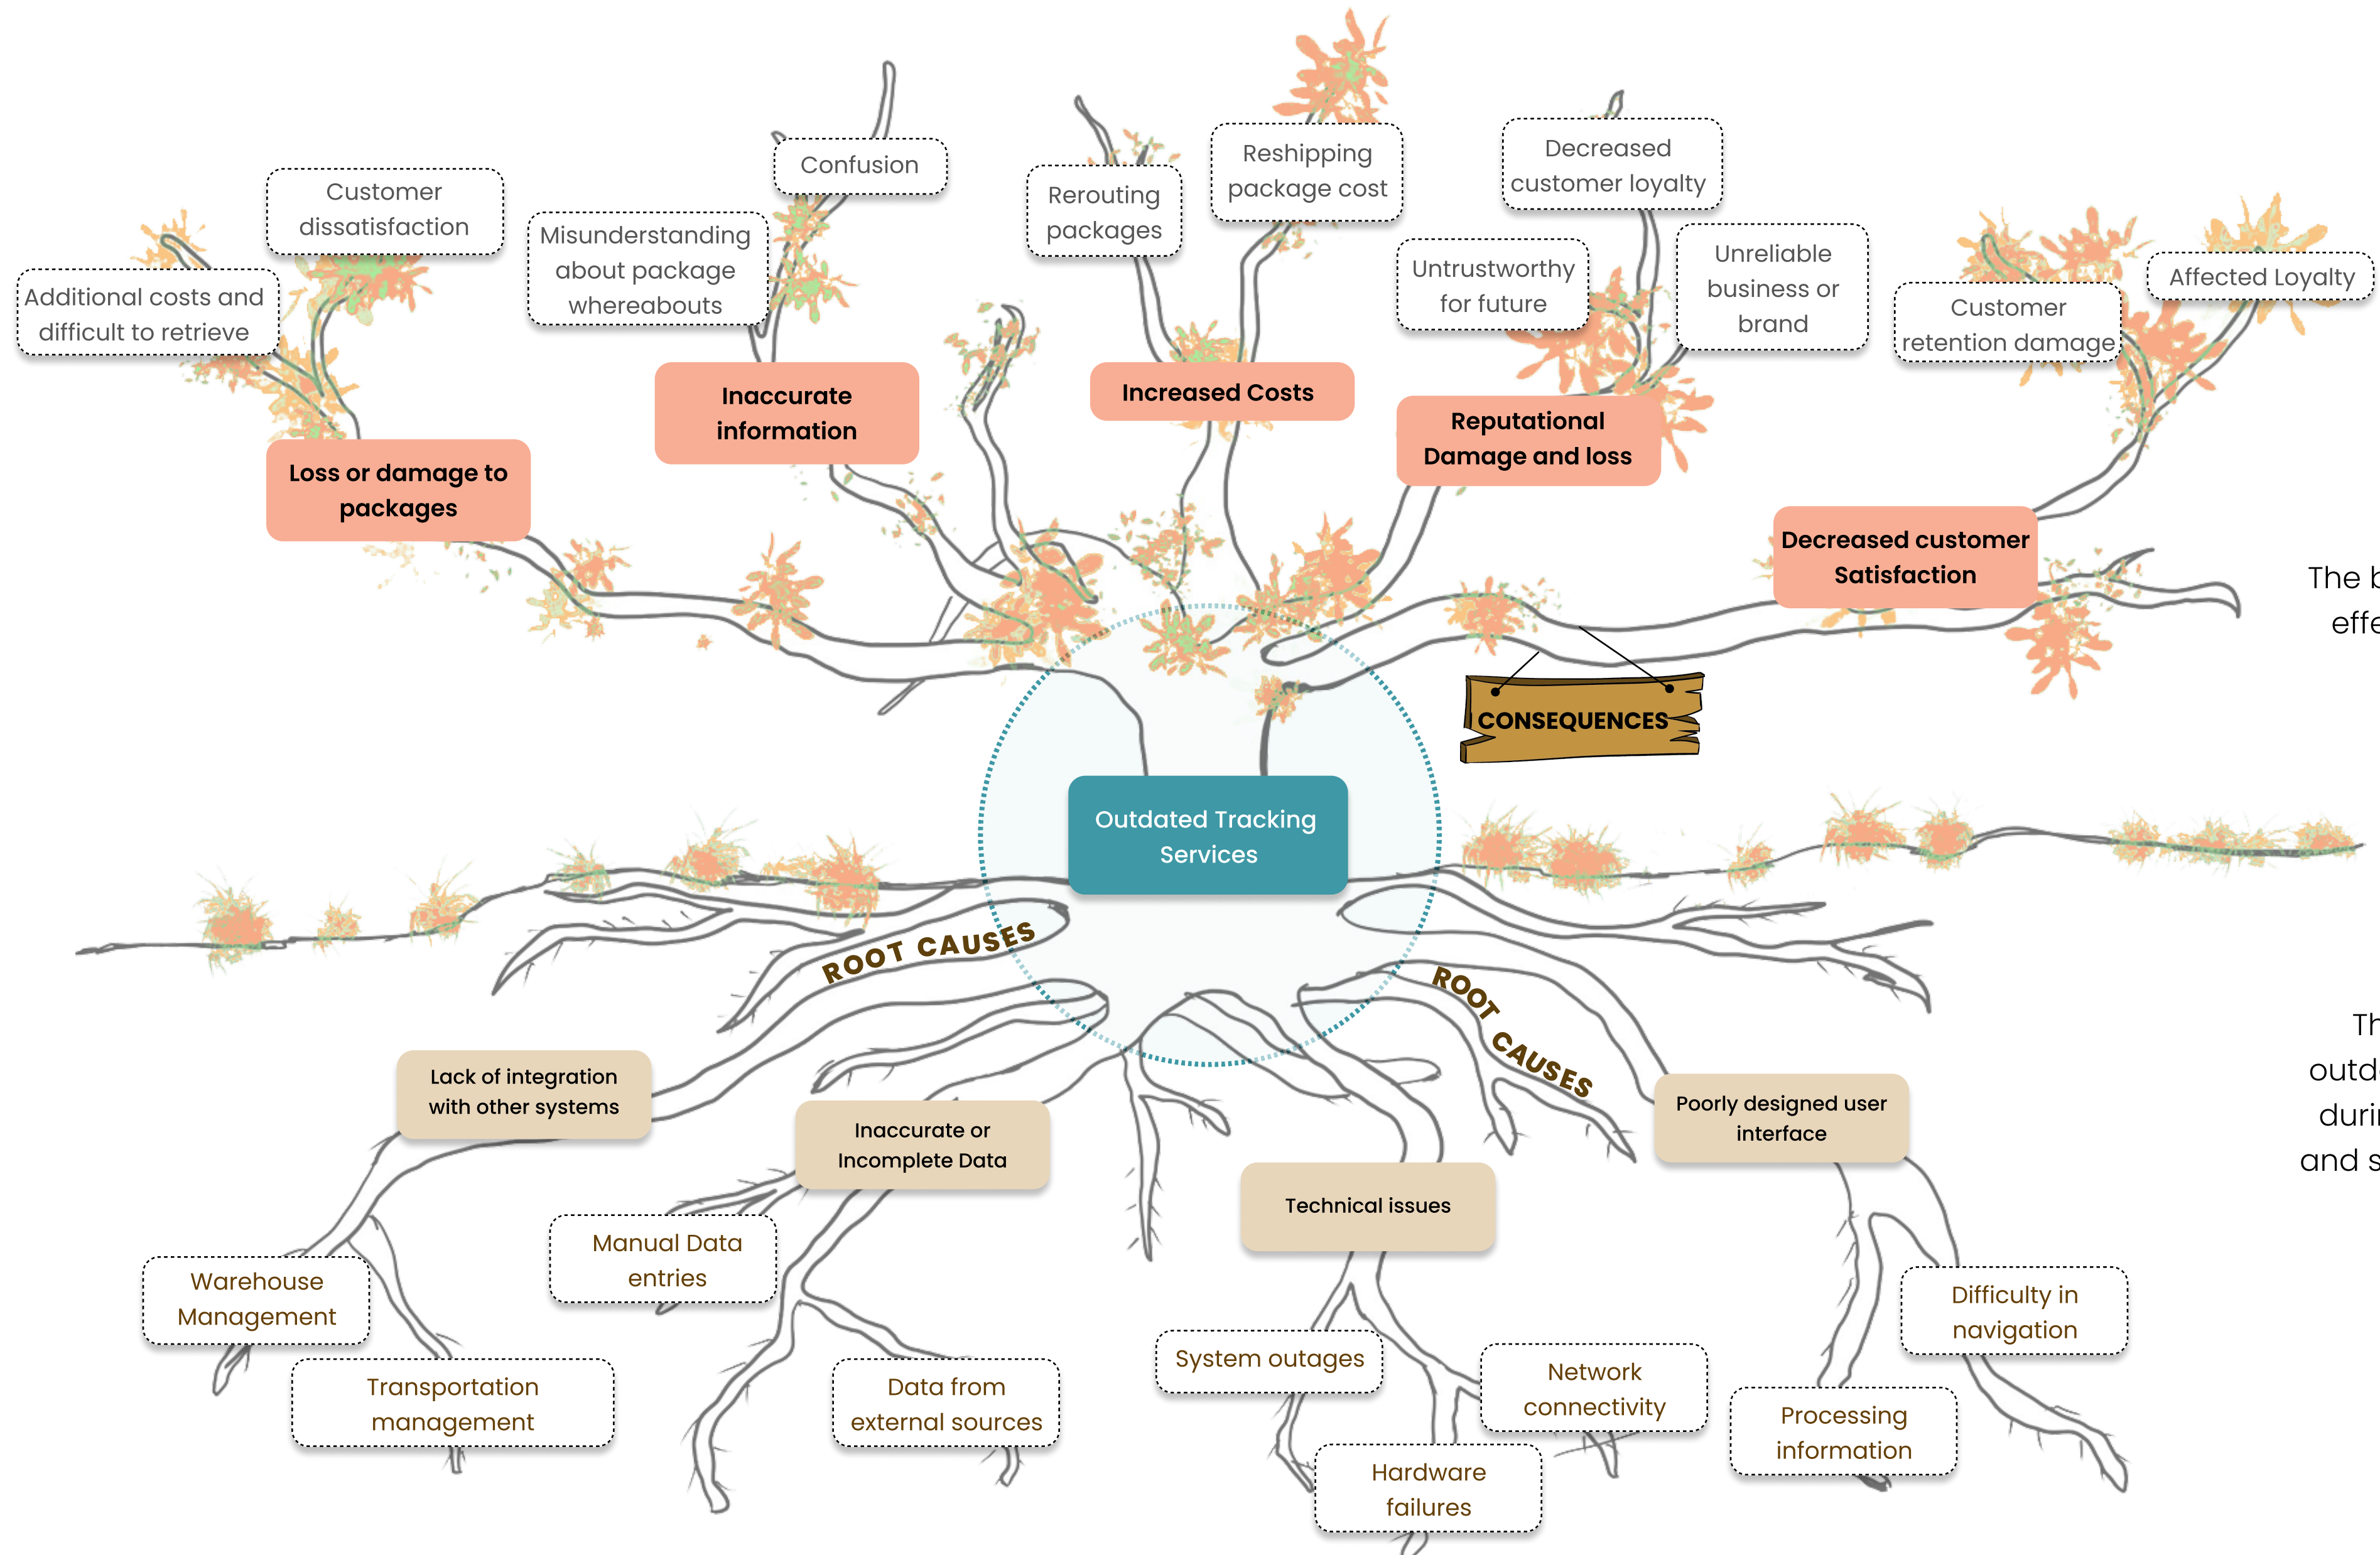 Confusion
Customer
dissatisfaction
Misunderstanding
about package
whereabouts
Additional costs and
difficult to retrieve
Rerouting
packages
Reshipping
package cost
Decreased
customer loyalty
Untrustworthy
for future
Unreliable
business or
brand
Customer
retention damage
Affected Loyalty
Loss or damage to
packages
Inaccurate
information
Increased Costs
Reputational
Damage and loss
Decreased customer
Satisfaction
The
CONSEQUENCES
Outdated Tracking
Services
ROOT CAUSES
ROOT CAUSES
and
Lack of integration
with other systems
Inaccurate or
Incomplete Data
Technical issues
Poorly designed user
interface
Warehouse
Management
Transportation
management
Manual Data
entries
Data from
external sources
System outages
Hardware
failures
Network
connectivity
Processing
information
Difficulty in
navigation